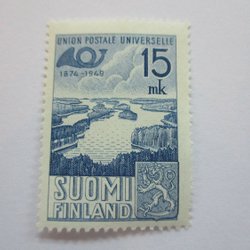 UNION POSTALE UNIVERSELLE
1874-1949
15
mk
SUOMI
FINLAND